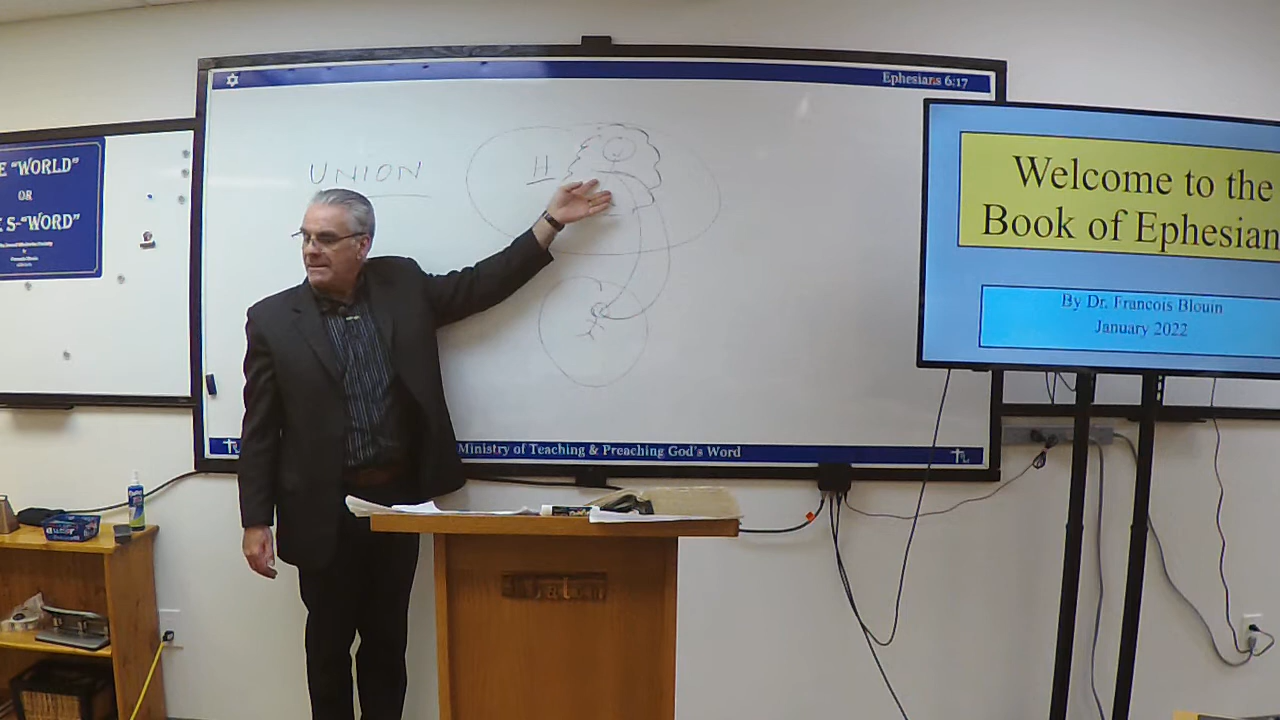 E "WORLD"
OR
E S-"WORD"
Ephesians 6:17
UNION
H
Ministry of Teaching & Preaching God's Word
Welcome to the
Book of Ephesian
By Dr. Francois Blouin
January 2022